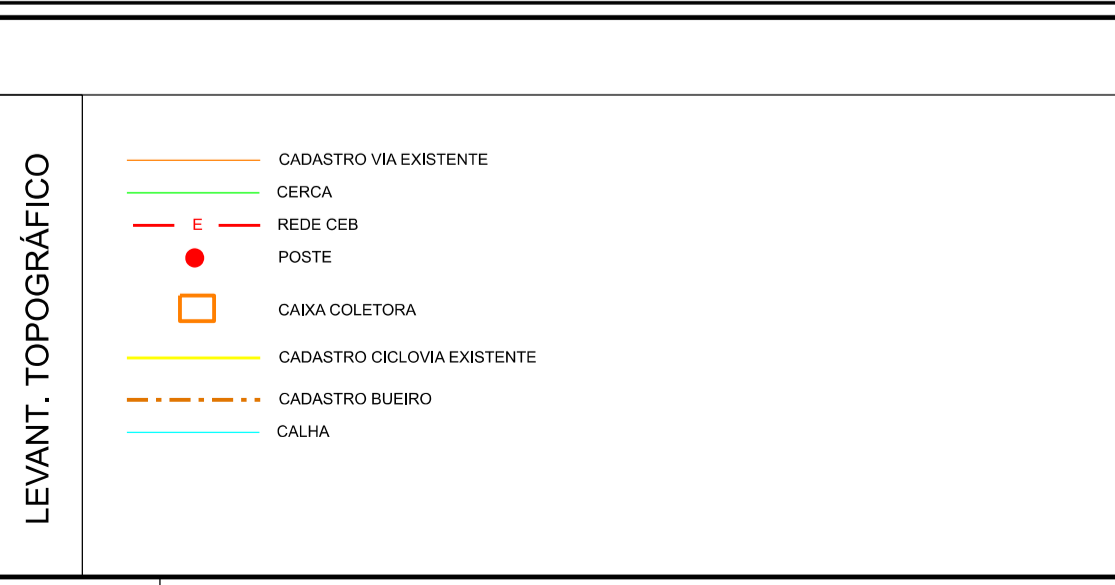 LEVANT. TOPOGRÁFICO
CADASTRO VIA EXISTENTE
CERCA
E REDE CEB
POSTE
CAIXA COLETORA
CADASTRO CICLOVIA EXISTENTE
CADASTRO BUEIRO
CALHA